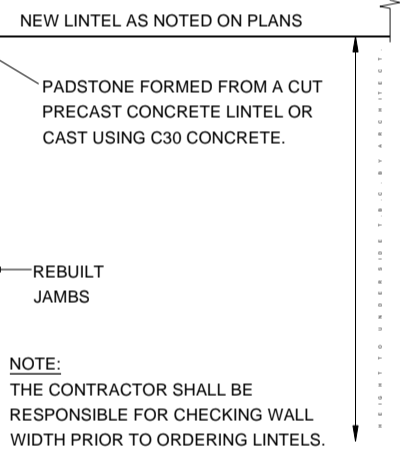 NEW LINTEL AS NOTED ON PLANS
PADSTONE FORMED FROM A CUT
PRECAST CONCRETE LINTEL OR
CAST USING C30 CONCRETE.
REBUILT
JAMBS
NOTE:
THE CONTRACTOR SHALL BE
RESPONSIBLE FOR CHECKING WALL
WIDTH PRIOR TO ORDERING LINTELS.
HEIGHT TO UNDERSIDE T.B.C. BY ARCHITECT.